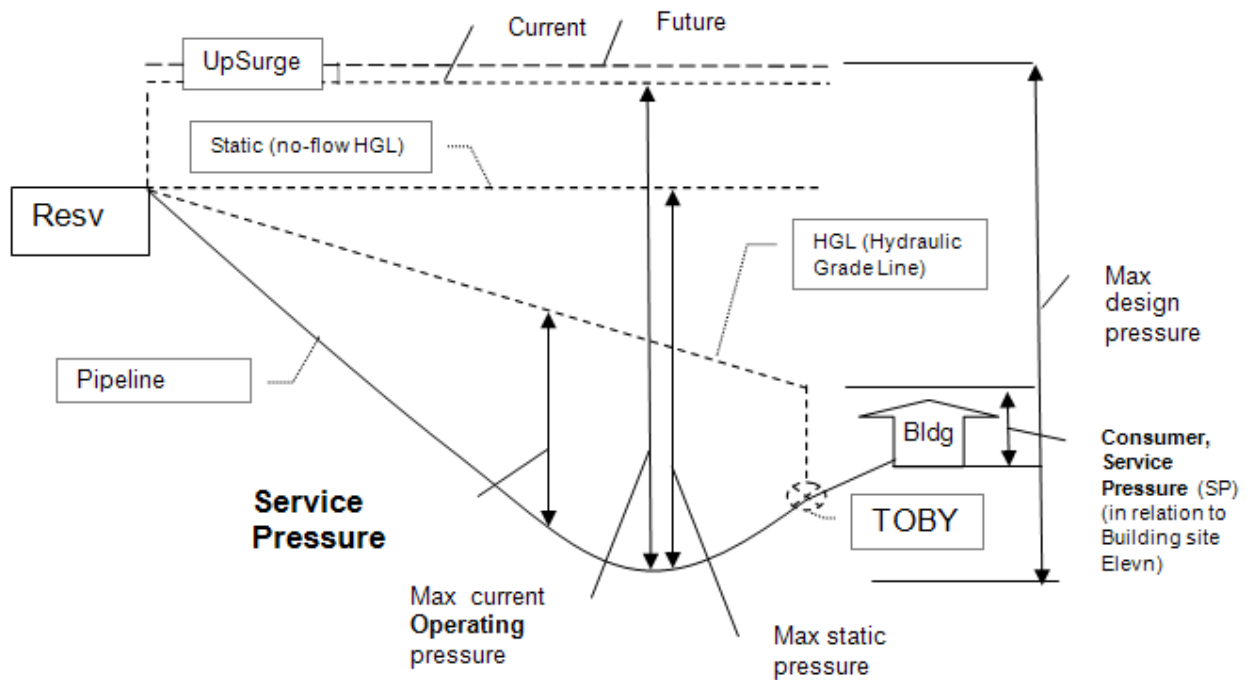 Current
Future
UpSurge
Static (no-flow HGL)
Resv
HGL (Hydraulic
Grade Line)
Max
design
pressure
Pipeline
Bldg
Consumer,
Service
Pressure (SP)
(in relation to
Building site
Elevn)
Service
Pressure
TOBY
Max current
Operating
pressure
Max static
pressure